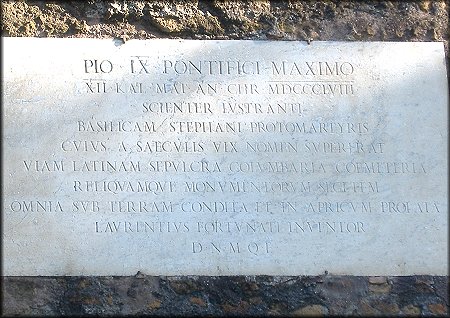 PIO · IX · PONTIFICI · MAXIMO
XII KAL MAI AN CHR MDCCCLVIII
SCIENTER LVSTRANTI
BASILICAM STEPHANI PROTOMARTYRIS
CVIVS A SAECVLIS VIX NOMEN SVPERERAT
VIAM LATINAM SEPVLCRA COLVMBARIA COEMETERIA
RELIQVAMQVE MONVMENTORVM SEGETEM
OMNIA SVB TERRAM CONDITA ET IN APRICVM PROLATA
LAVRENTIVS FORTVNATI INVENTOR
D · N · M · Q · E ·